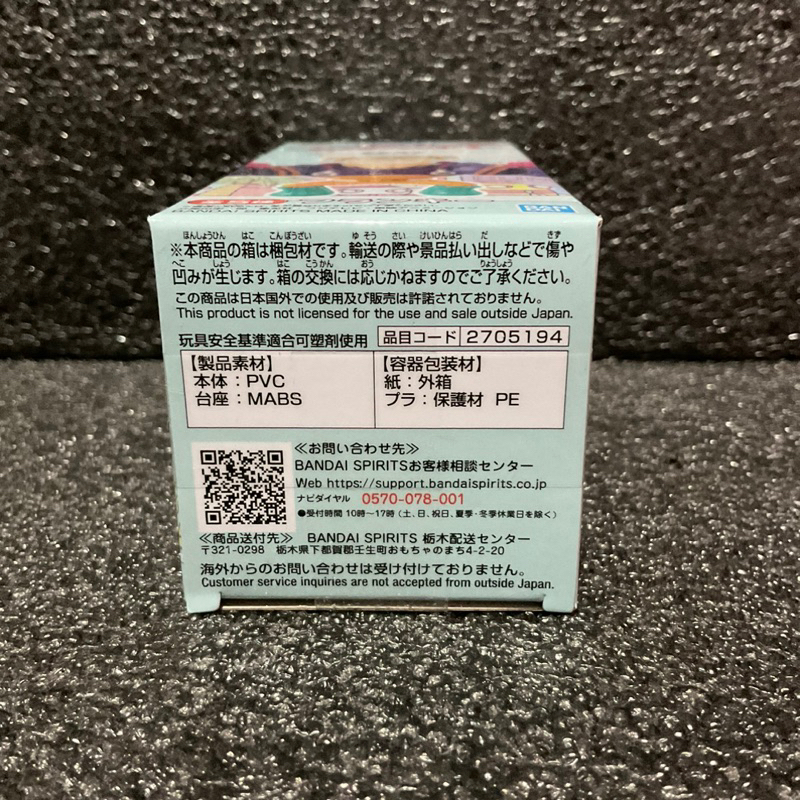 BANDAI SPIRITS MADE IN CHINA
※本商品の箱は梱包材です。輸送の際や景品払い出しなどで傷や
凹みが生じます。箱の交換には応じかねますのでご了承ください。
この商品は日本国外での使用及び販売は許諾されておりません。
This product is not licensed for the use and sale outside Japan.
玩具安全基準適合可塑剤使用 品目コード 2705194
【製品素材】
本体：PVC
台座：MABS
【容器包装材】
紙：外箱
プラ：保護材 PE
≪お問い合わせ先≫
BANDAI SPIRITSお客様相談センター
Web https://support.bandaispirits.co.jp
ナビダイヤル 0570-078-001
●受付時間 10時〜17時（土、日、祝日、夏季・冬季休業日を除く）
≪商品送付先≫ BANDAI SPIRITS 栃木配送センター
〒321-0298 栃木県下都賀郡壬生町おもちゃのまち4-2-20
海外からのお問い合わせは受け付けておりません。
Customer service inquiries are not accepted from outside Japan.